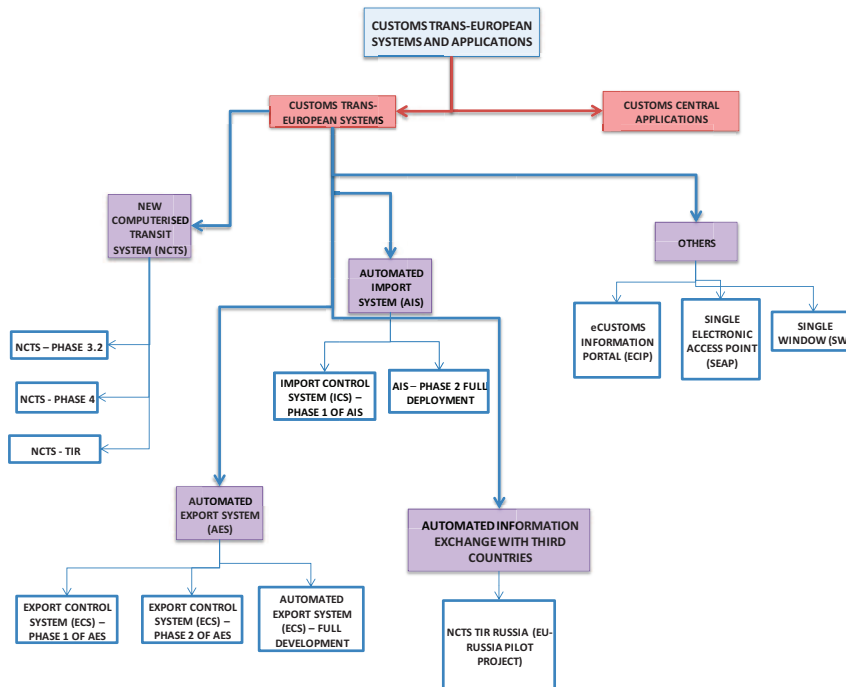 CUSTOMS TRANS-EUROPEAN
SYSTEMS AND APPLICATIONS
CUSTOMS TRANS-
EUROPEAN SYSTEMS
CUSTOMS CENTRAL
APPLICATIONS
NEW
COMPUTERISED
TRANSIT
SYSTEM (NCTS)
OTHERS
AUTOMATED
IMPORT
SYSTEM (AIS)
eCUSTOMS
INFORMATION
PORTAL (ECIP)
SINGLE
ELECTRONIC
ACCESS POINT
(SEAP)
SINGLE
WINDOW (SW
NCTS – PHASE 3.2
NCTS - PHASE 4
NCTS - TIR
IMPORT CONTROL
SYSTEM (ICS) –
PHASE 1 OF AIS
AIS – PHASE 2 FULL
DEPLOYMENT
AUTOMATED
EXPORT SYSTEM
(AES)
AUTOMATED INFORMATION
EXCHANGE WITH THIRD
COUNTRIES
EXPORT CONTROL
SYSTEM (ECS) –
PHASE 1 OF AES
EXPORT CONTROL
SYSTEM (ECS) –
PHASE 2 OF AES
AUTOMATED
EXPORT SYSTEM
(ECS) – FULL
DEVELOPMENT
NCTS TIR RUSSIA (EU-
RUSSIA PILOT
PROJECT)